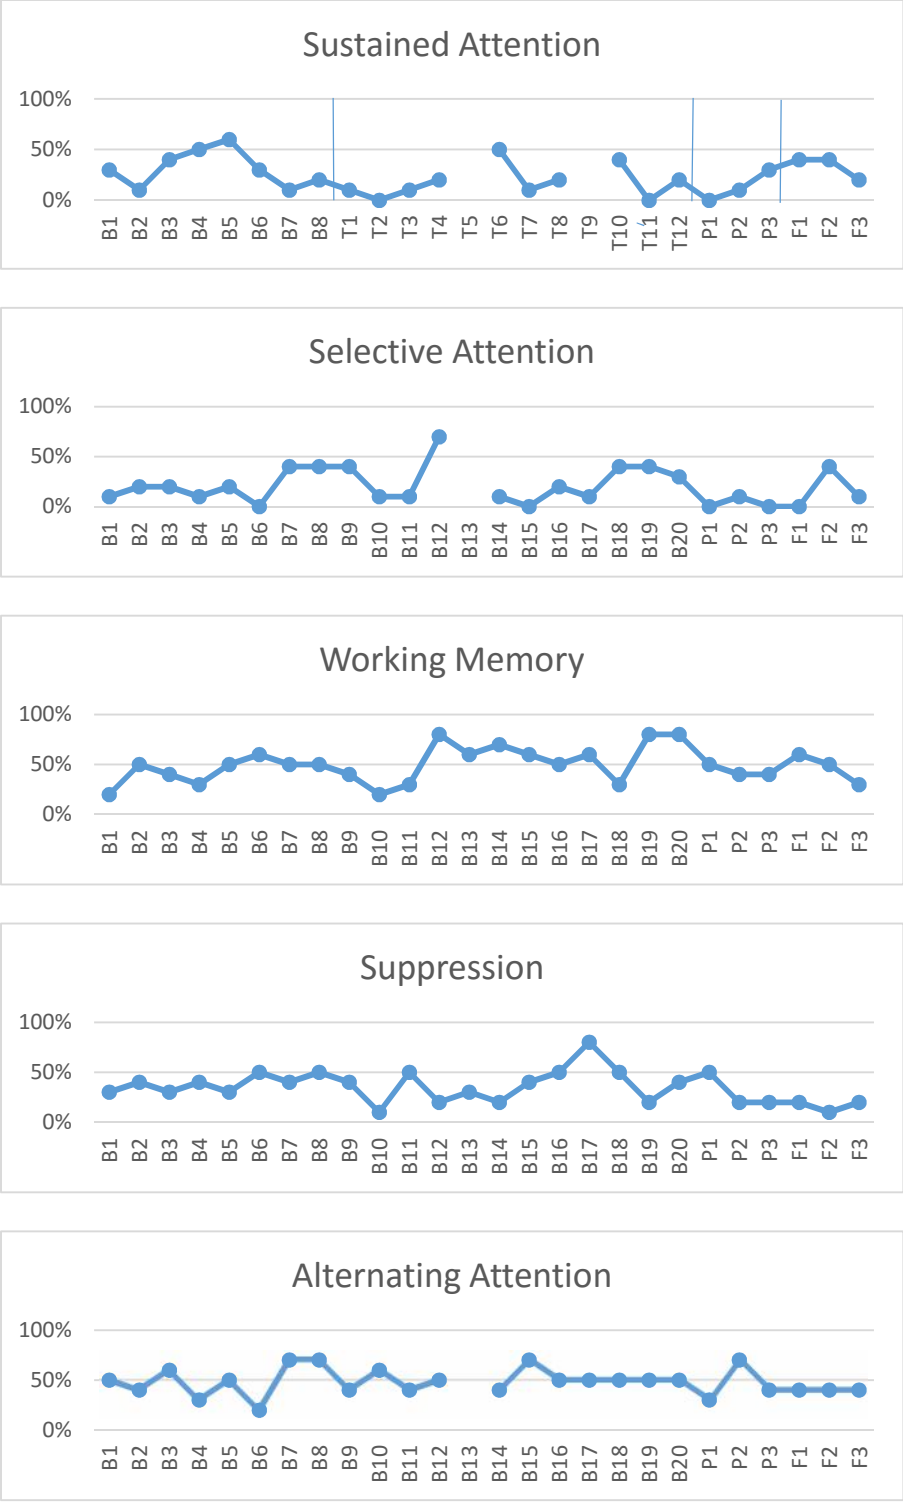 Sustained Attention
100%
50%
0%
B1 B2 B3 B4 B5 B6 B7 B8 T1 T2 T3 T4 T5 T6 T7 T8 T9 T10 T11 T12 P1 P2 P3 F1 F2 F3
Selective Attention
100%
50%
0%
B1 B2 B3 B4 B5 B6 B7 B8 B9 B10 B11 B12 B13 B14 B15 B16 B17 B18 B19 B20 P1 P2 P3 F1 F2 F3
Working Memory
100%
50%
0%
B1 B2 B3 B4 B5 B6 B7 B8 B9 B10 B11 B12 B13 B14 B15 B16 B17 B18 B19 B20 P1 P2 P3 F1 F2 F3
Suppression
100%
50%
0%
B1 B2 B3 B4 B5 B6 B7 B8 B9 B10 B11 B12 B13 B14 B15 B16 B17 B18 B19 B20 P1 P2 P3 F1 F2 F3
Alternating Attention
100%
50%
0%
B1 B2 B3 B4 B5 B6 B7 B8 B9 B10 B11 B12 B13 B14 B15 B16 B17 B18 B19 B20 P1 P2 P3 F1 F2 F3